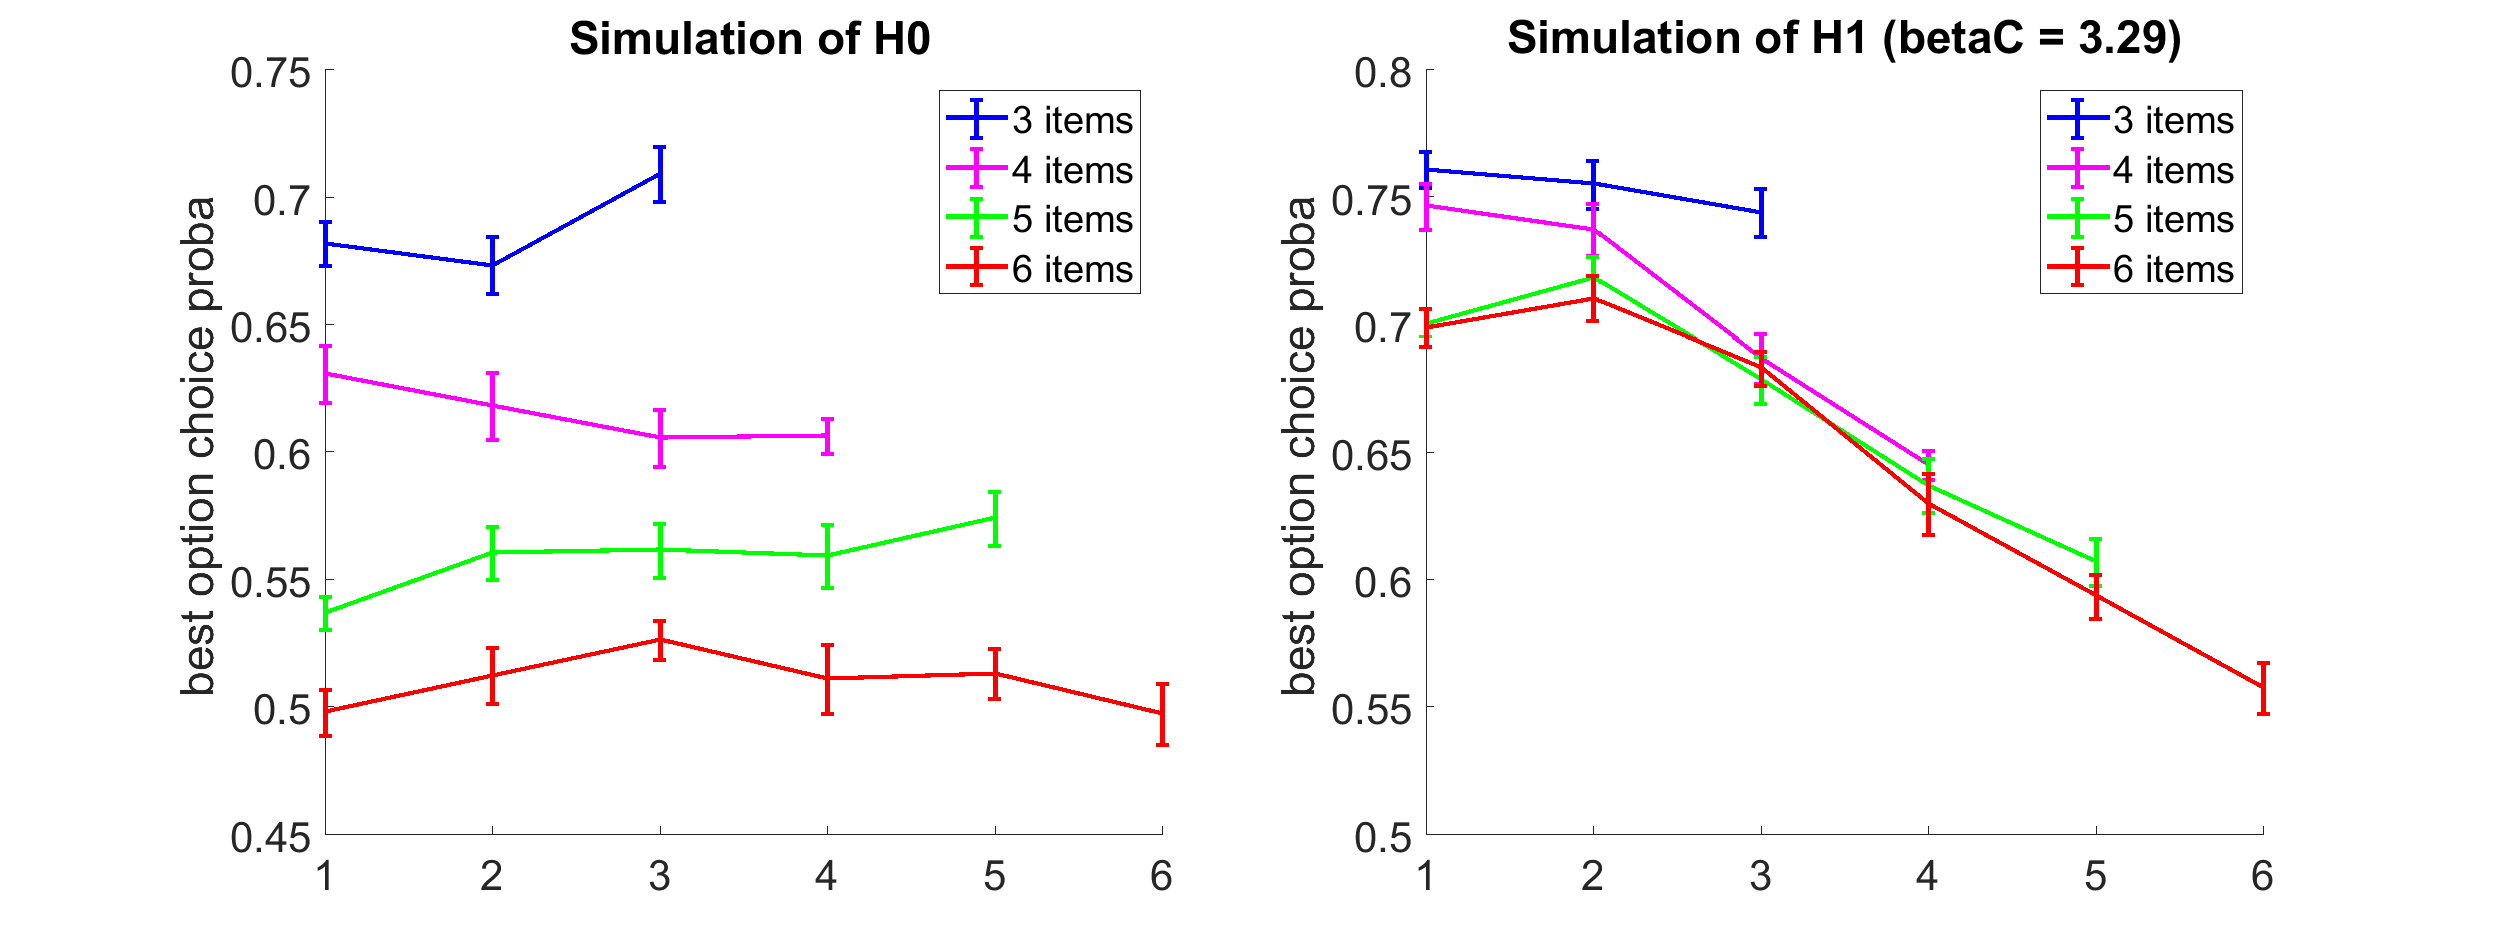 Simulation of H0
0.75
0.7
0.65
0.6
0.55
0.5
0.45
best option choice proba
1 2 3 4 5 6
3 items
4 items
5 items
6 items
Simulation of H1 (betaC = 3.29)
0.8
0.75
0.7
0.65
0.6
0.55
0.5
best option choice proba
1 2 3 4 5 6
3 items
4 items
5 items
6 items